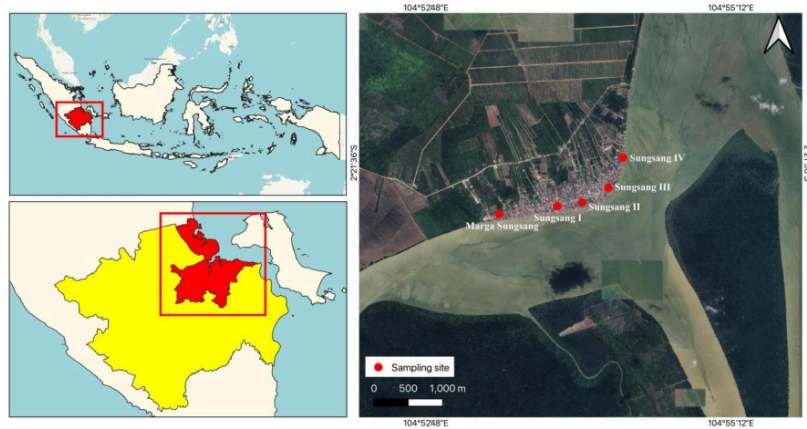 104°52'48"E
104°55'12"E
2°21'36"S
Sungsang IV
Sungsang III
Sungsang II
Sungsang I
Marga Sungsang
Sampling site
0 500 1,000 m
104°52'48"E
104°55'12"E